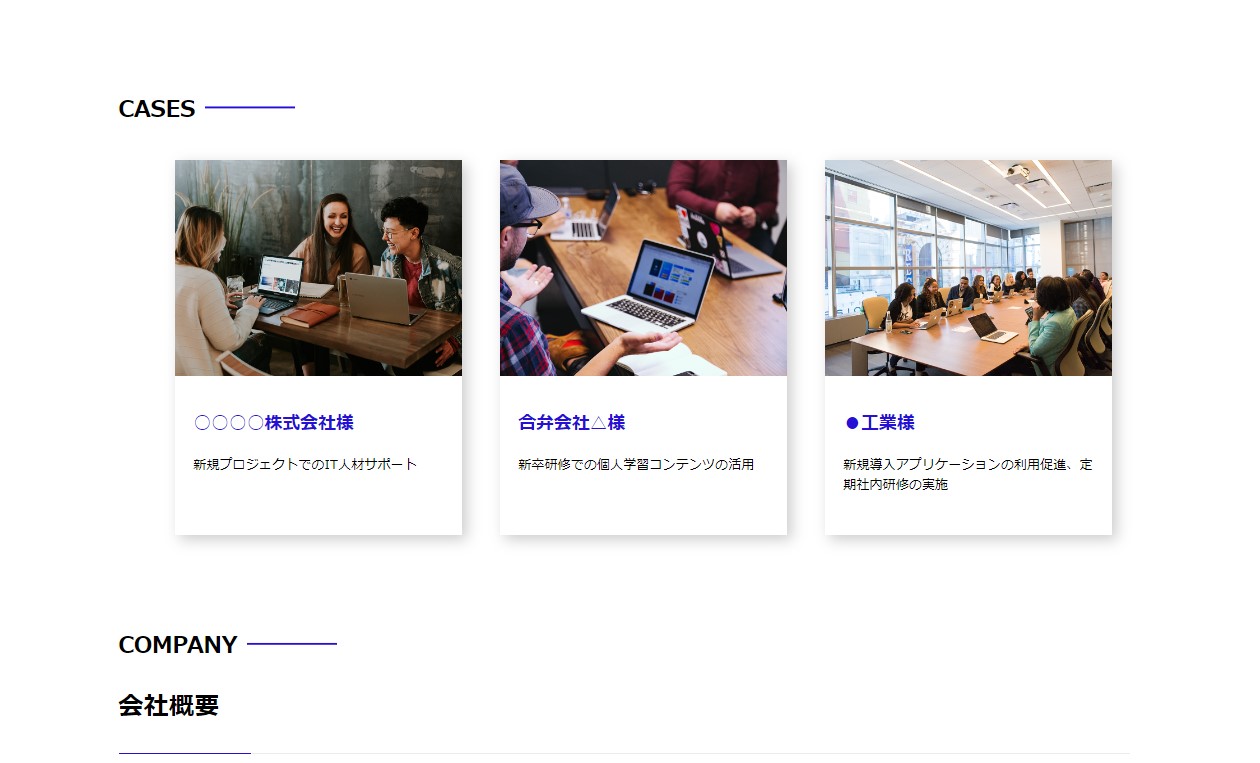 CASES
〇〇〇〇株式会社様
新規プロジェクトでのIT人材サポート
合弁会社△様
新卒研修での個人学習コンテンツの活用
●工業様
新規導入アプリケーションの利用促進、定
期社内研修の実施
COMPANY
会社概要